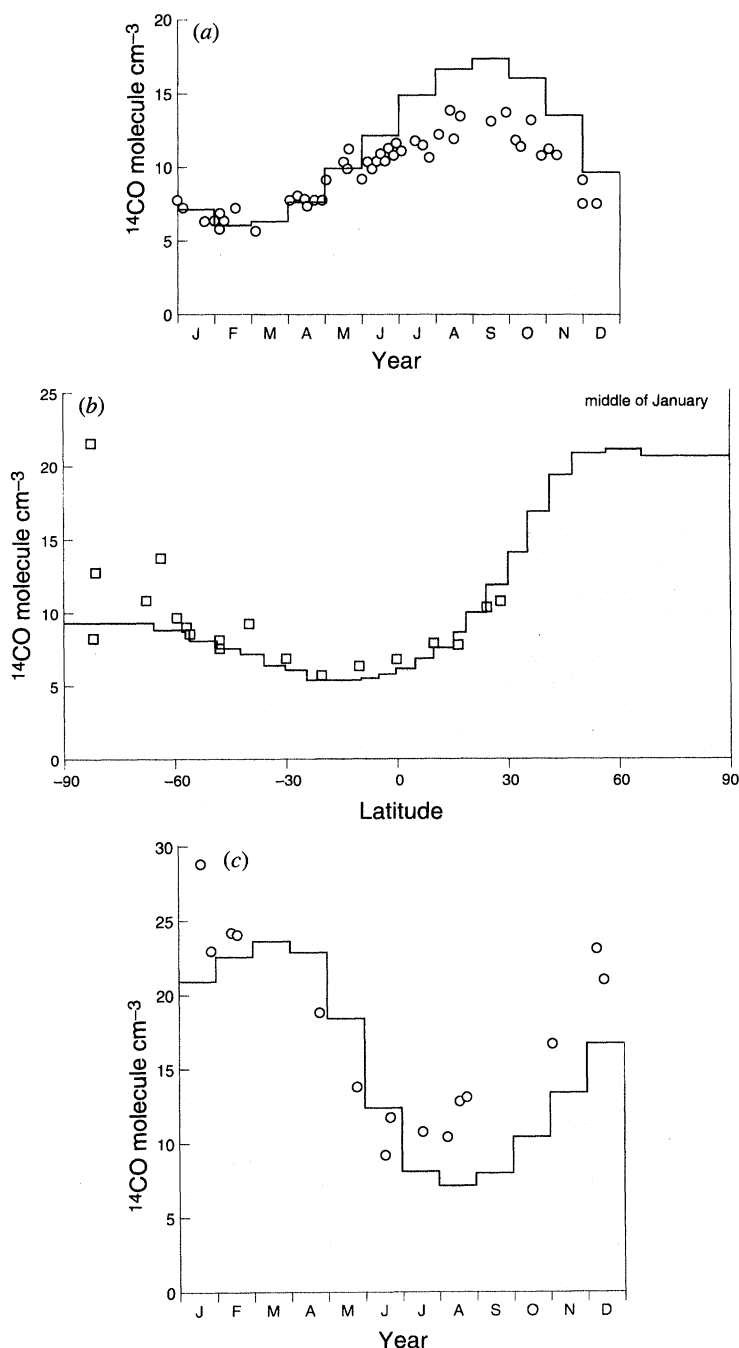 (a)
20
15
10
5
0
¹⁴CO molecule cm⁻³
J F M A M J J A S O N D
Year
(b)
middle of January
25
20
15
10
5
0
¹⁴CO molecule cm⁻³
−90 −60 −30 0 30 60 90
Latitude
(c)
30
25
20
15
10
5
0
¹⁴CO molecule cm⁻³
J F M A M J J A S O N D
Year